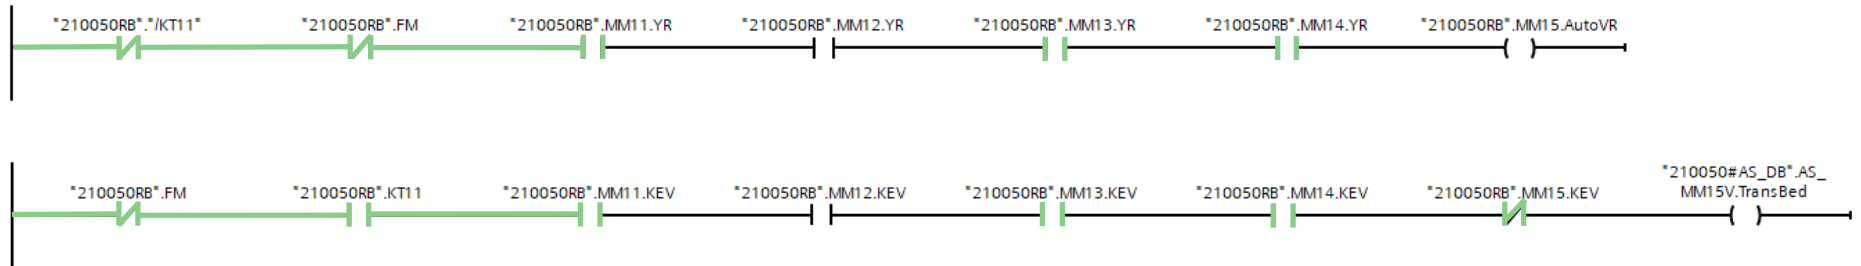 "210050RB"."/KT11"
"210050RB".FM
"210050RB".MM11.YR
"210050RB".MM12.YR
"210050RB".MM13.YR
"210050RB".MM14.YR
"210050RB".MM15.AutoVR
"210050RB".FM
"210050RB".KT11
"210050RB".MM11.KEV
"210050RB".MM12.KEV
"210050RB".MM13.KEV
"210050RB".MM14.KEV
"210050RB".MM15.KEV
"210050#AS_DB".AS_
MM15V.TransBed